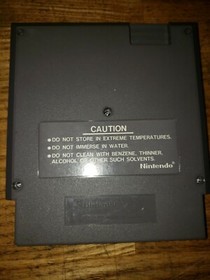 CAUTION
•DO NOT STORE IN EXTREME TEMPERATURES.
•DO NOT IMMERSE IN WATER.
•DO NOT CLEAN WITH BENZENE, THINNER,
ALCOHOL OR OTHER SUCH SOLVENTS.
Nintendo